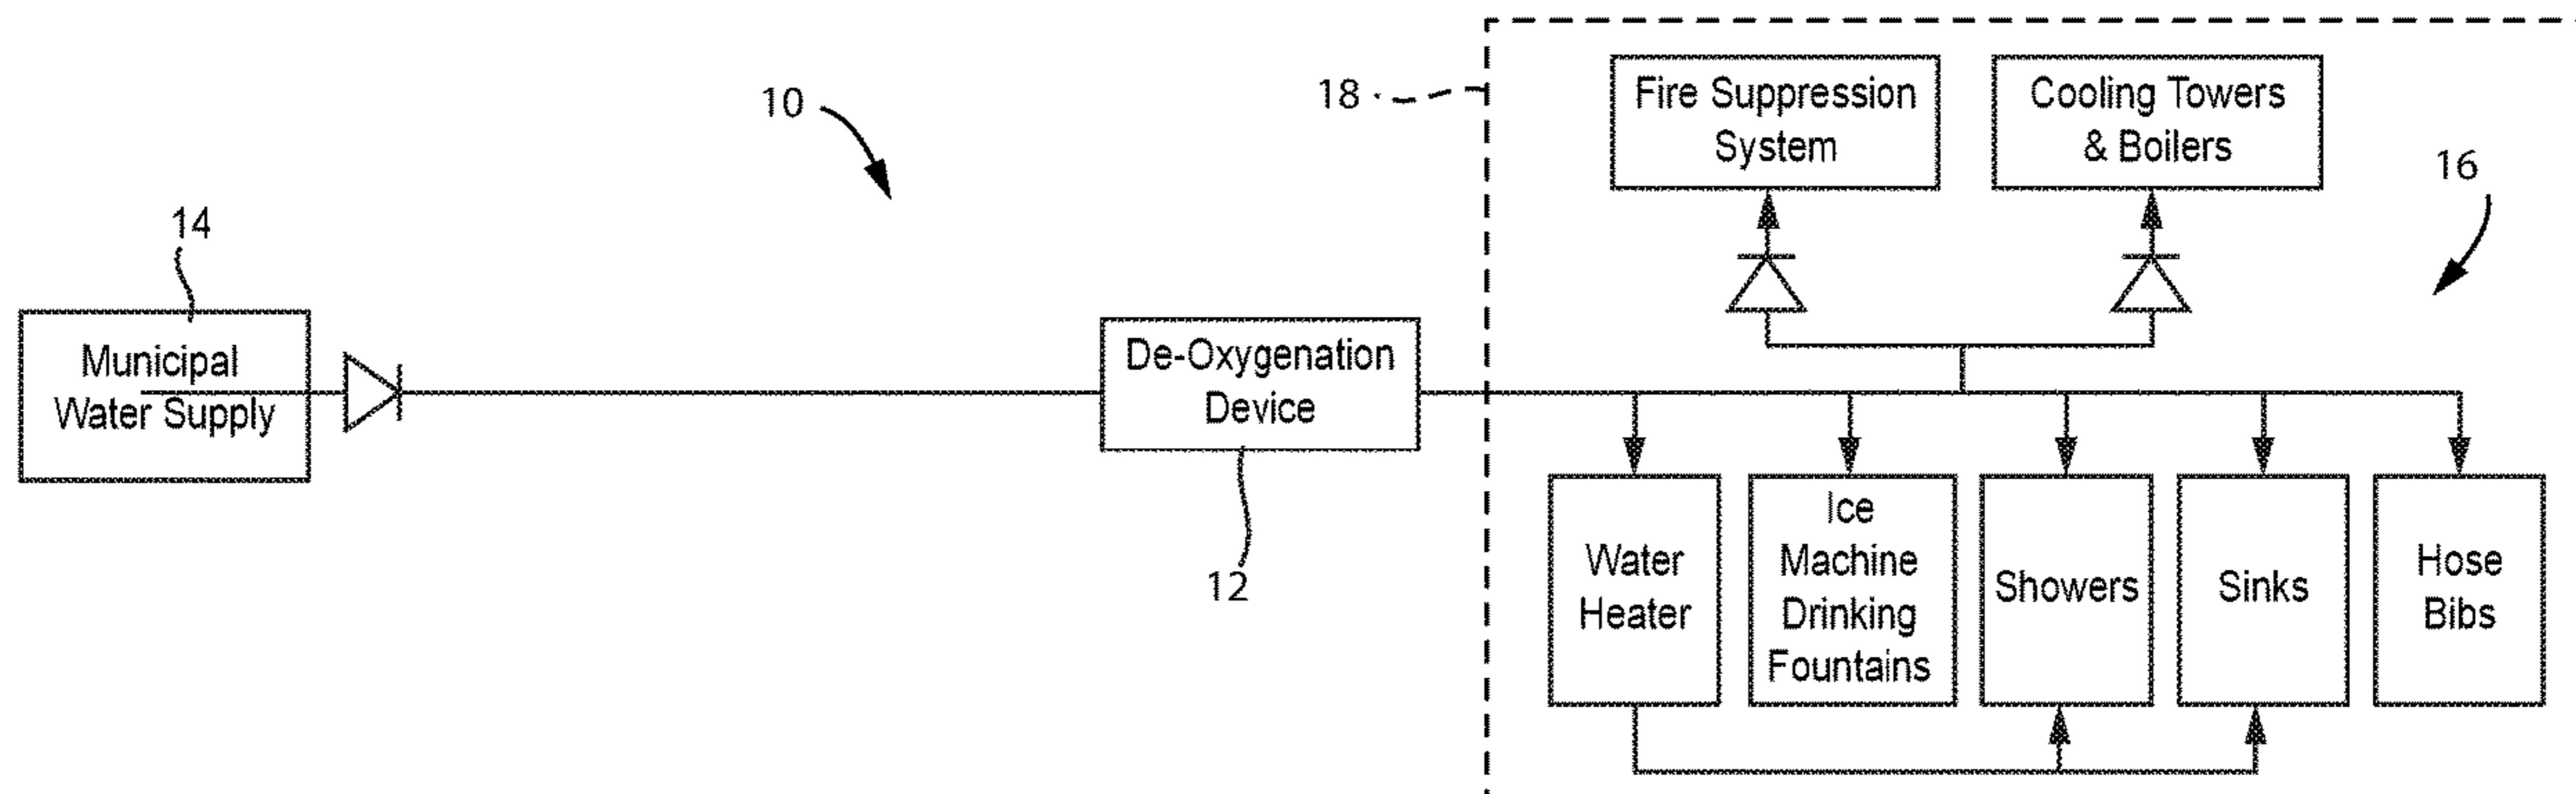 10
18
Fire Suppression
System
Cooling Towers
& Boilers
16
14
Municipal
Water Supply
De-Oxygenation
Device
12
Water
Heater
Ice
Machine
Drinking
Fountains
Showers
Sinks
Hose
Bibs